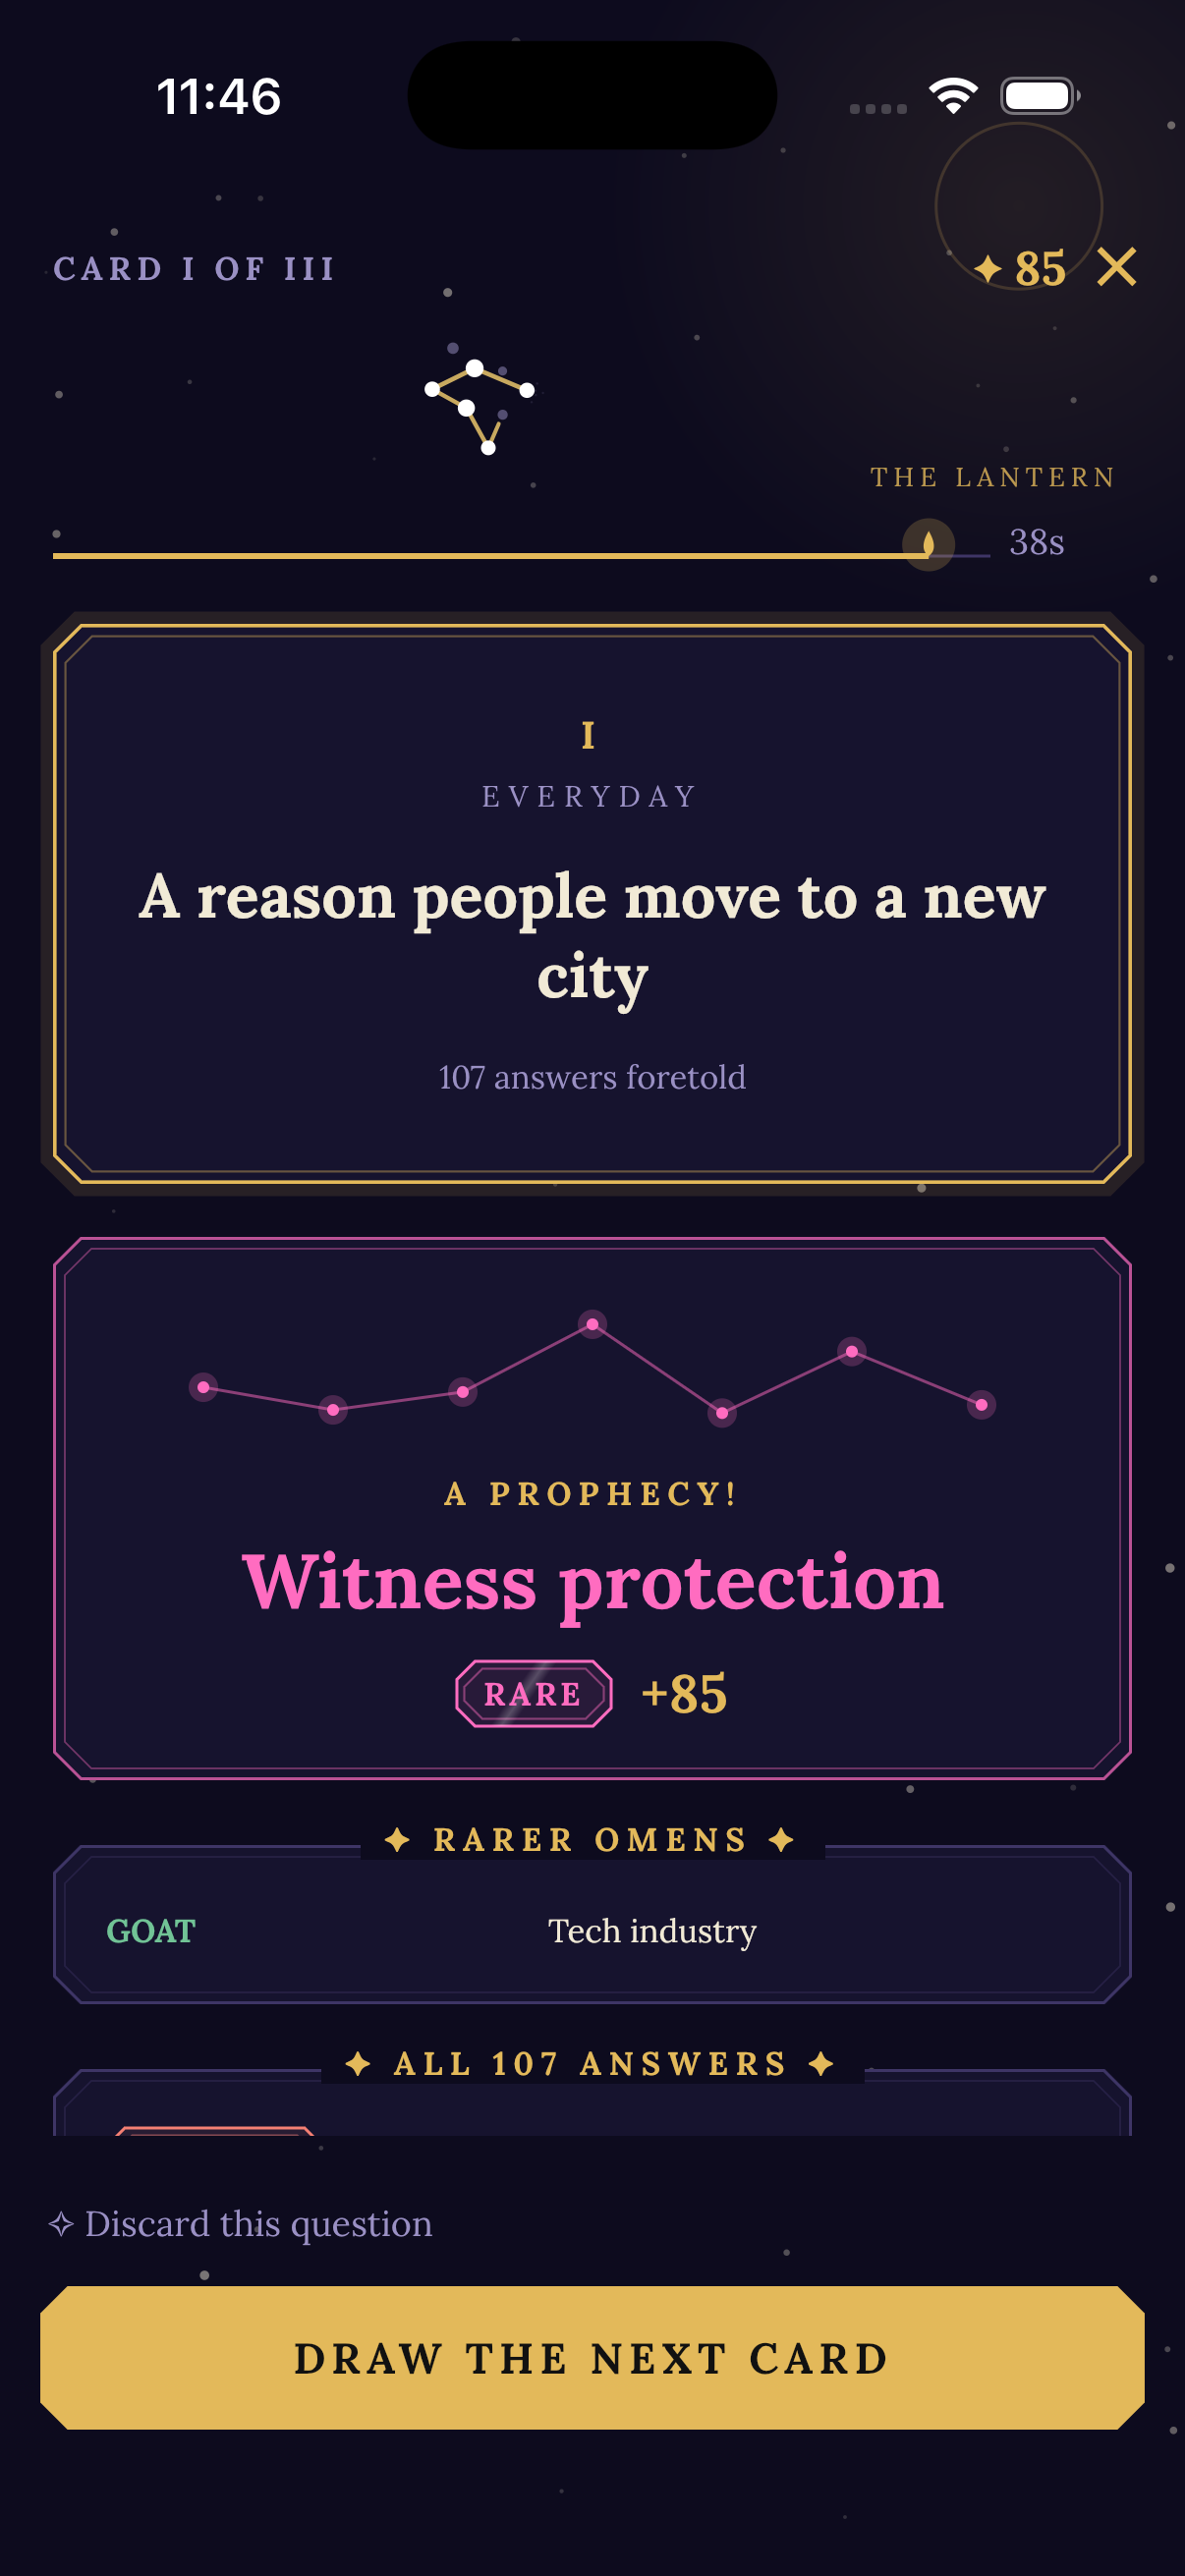 11:46
CARD I OF III
85
THE LANTERN
38s
I
EVERYDAY
A reason people move to a new
city
107 answers foretold
A PROPHECY!
Witness protection
RARE +85
RARER OMENS
GOAT Tech industry
ALL 107 ANSWERS
Discard this question
DRAW THE NEXT CARD